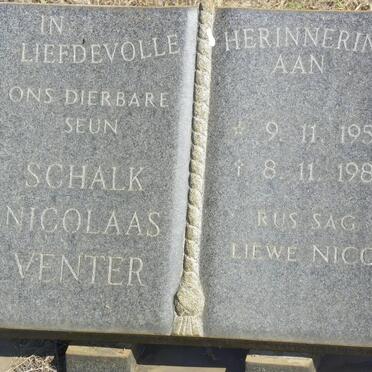 IN
LIEFDEVOLLE
ONS DIERBARE
SEUN
SCHALK
NICOLAAS
VENTER
HERINNERIN
AAN
☆ 9. 11. 195
† 8. 11. 198
RUS SAG
LIEWE NICO